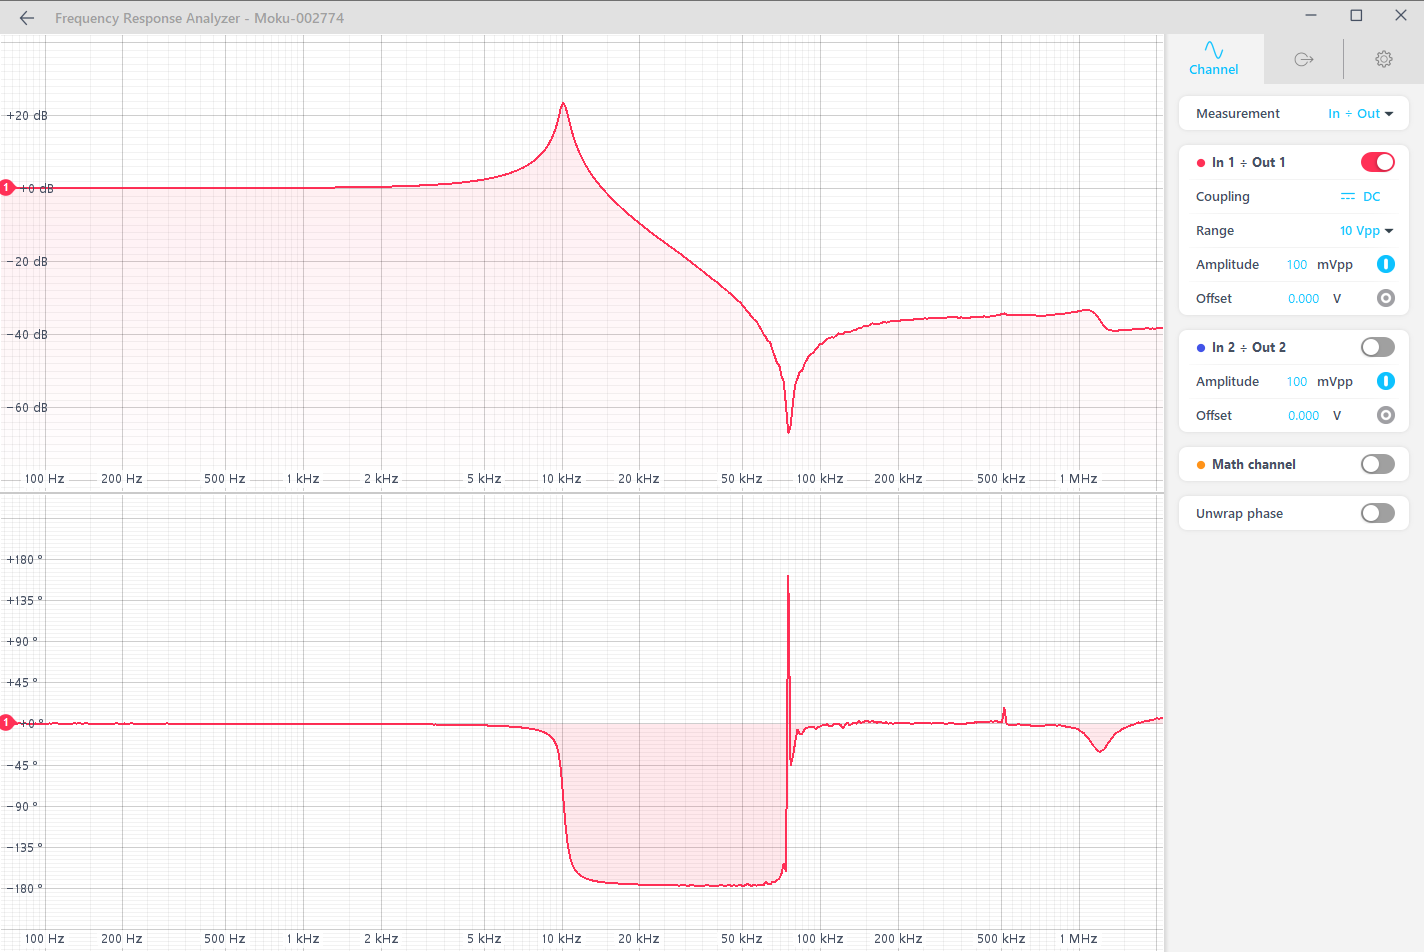 Frequency Response Analyzer - Moku-002774
+20 dB
1 +0 dB
−20 dB
−40 dB
−60 dB
100 Hz 200 Hz 500 Hz 1 kHz 2 kHz 5 kHz 10 kHz 20 kHz 50 kHz 100 kHz 200 kHz 500 kHz 1 MHz
+180 °
+135 °
+90 °
+45 °
1 +0 °
−45 °
−90 °
−135 °
−180 °
100 Hz 200 Hz 500 Hz 1 kHz 2 kHz 5 kHz 10 kHz 20 kHz 50 kHz 100 kHz 200 kHz 500 kHz 1 MHz
Channel
Measurement In ÷ Out
In 1 ÷ Out 1
Coupling DC
Range 10 Vpp
Amplitude 100 mVpp
Offset 0.000 V
In 2 ÷ Out 2
Amplitude 100 mVpp
Offset 0.000 V
Math channel
Unwrap phase